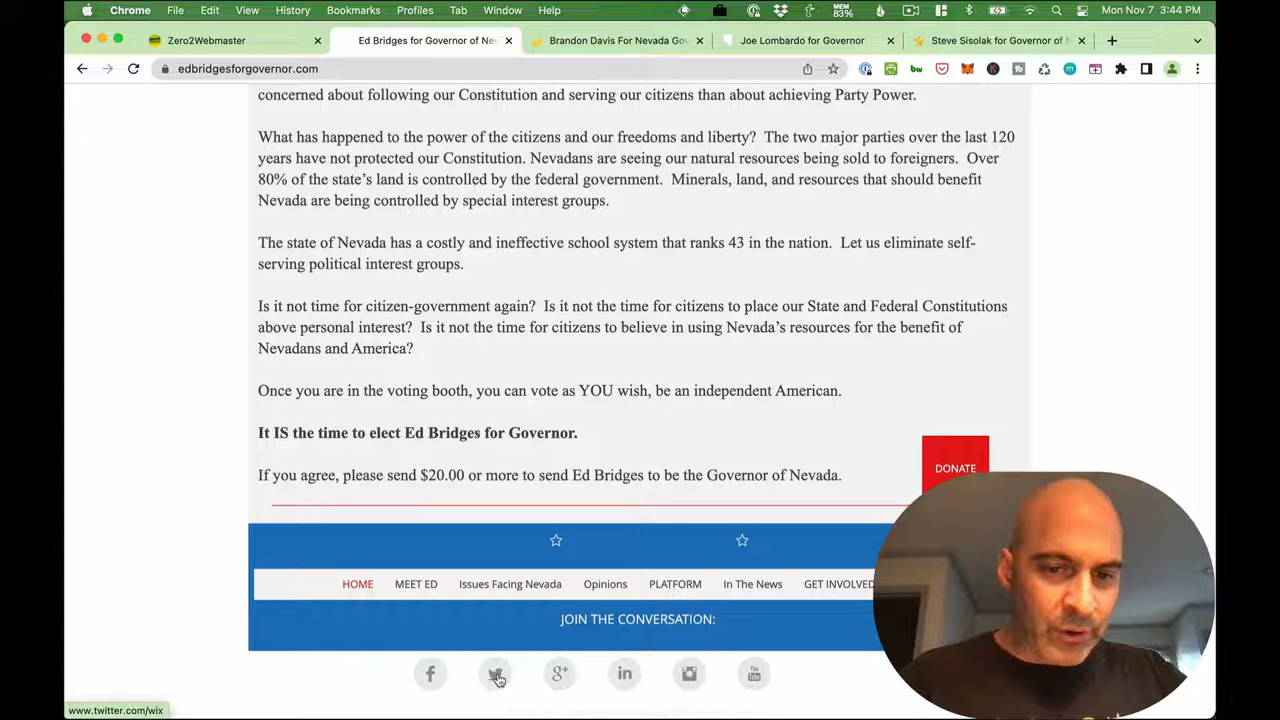 Chrome File Edit View History Bookmarks Profiles Tab Window Help MEM 83% Mon Nov 7 3:44 PM
Zero2Webmaster Ed Bridges for Governor of Nev Brandon Davis For Nevada Gov Joe Lombardo for Governor Steve Sisolak for Governor of N
edbridgesforgovernor.com
concerned about following our Constitution and serving our citizens than about achieving Party Power.
What has happened to the power of the citizens and our freedoms and liberty? The two major parties over the last 120
years have not protected our Constitution. Nevadans are seeing our natural resources being sold to foreigners. Over
80% of the state's land is controlled by the federal government. Minerals, land, and resources that should benefit
Nevada are being controlled by special interest groups.
The state of Nevada has a costly and ineffective school system that ranks 43 in the nation. Let us eliminate self-
serving political interest groups.
Is it not time for citizen-government again? Is it not the time for citizens to place our State and Federal Constitutions
above personal interest? Is it not the time for citizens to believe in using Nevada's resources for the benefit of
Nevadans and America?
Once you are in the voting booth, you can vote as YOU wish, be an independent American.
It IS the time to elect Ed Bridges for Governor.
DONATE
If you agree, please send $20.00 or more to send Ed Bridges to be the Governor of Nevada.
HOME MEET ED Issues Facing Nevada Opinions PLATFORM In The News GET INVOLVED
JOIN THE CONVERSATION:
www.twitter.com/wix